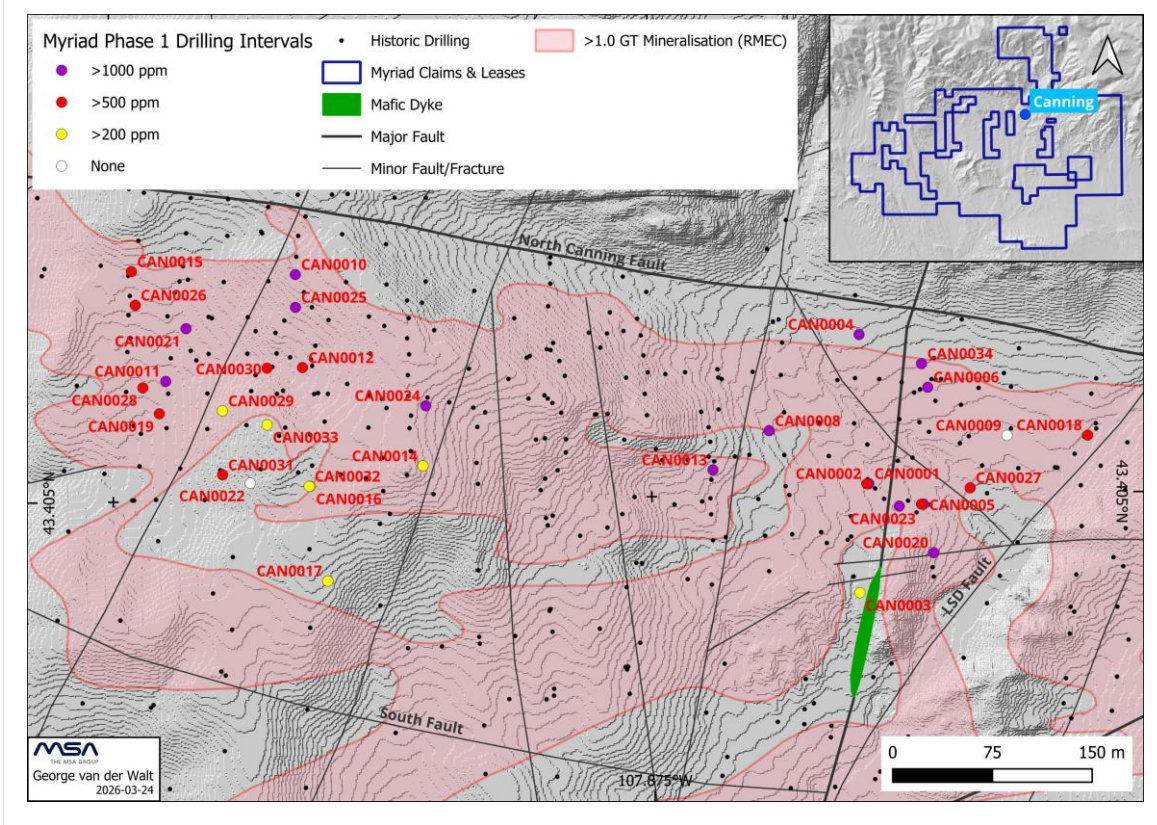 Myriad Phase 1 Drilling Intervals
>1000 ppm
>500 ppm
>200 ppm
None
Historic Drilling
Myriad Claims & Leases
Mafic Dyke
Major Fault
Minor Fault/Fracture
>1.0 GT Mineralisation (RMEC)
Canning
North Canning Fault
CAN0015
CAN0010
CAN0026
CAN0025
CAN0021
CAN0004
CAN0034
CAN0011
CAN0030
CAN0012
CAN0006
CAN0028
CAN0029
CAN0024
CAN0019
CAN0033
CAN0008
CAN0009
CAN0018
CAN0031
CAN0014
CAN0013
CAN0002
CAN0001
CAN0027
CAN0022
CAN0032
CAN0016
CAN0005
CAN0023
43.405°N
43.405°N
CAN0020
CAN0017
CAN0003
LSD Fault
South Fault
107.875°W
MSA
THE MSA GROUP
George van der Walt
2026-03-24
0 75 150 m